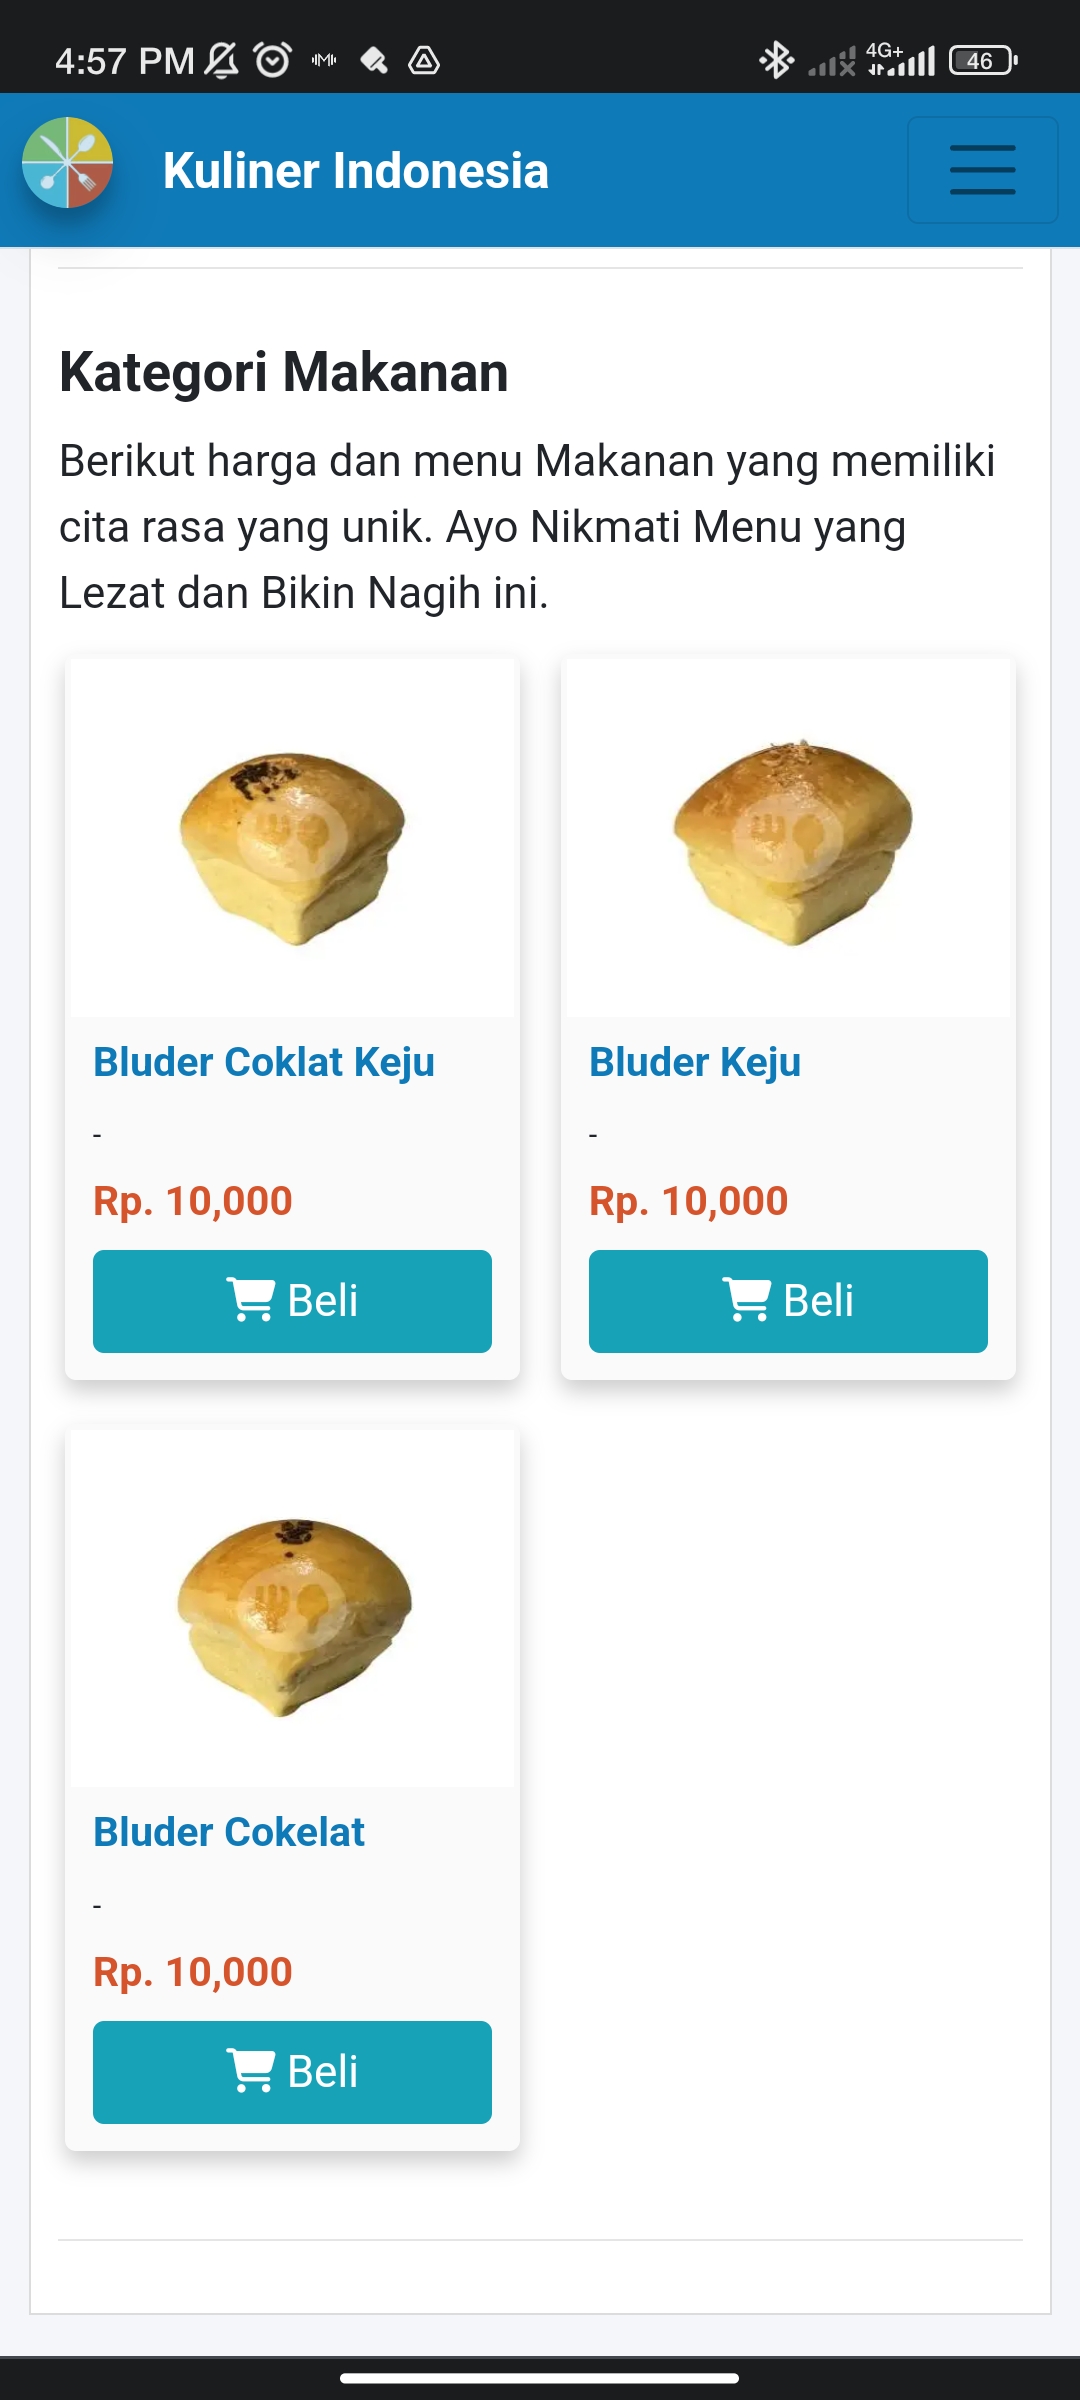 4:57 PM
4G+
46
Kuliner Indonesia
Kategori Makanan
Berikut harga dan menu Makanan yang memiliki
cita rasa yang unik. Ayo Nikmati Menu yang
Lezat dan Bikin Nagih ini.
Bluder Coklat Keju
-
Rp. 10,000
Beli
Bluder Keju
-
Rp. 10,000
Beli
Bluder Cokelat
-
Rp. 10,000
Beli